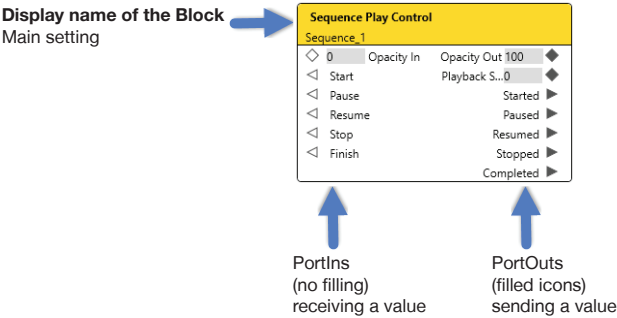 Display name of the Block
Main setting
Sequence Play Control
Sequence_1
0 Opacity In Opacity Out 100
Start Playback S...0
Pause Started
Resume Paused
Stop Resumed
Finish Stopped
Completed
PortIns
(no filling)
receiving a value
PortOuts
(filled icons)
sending a value